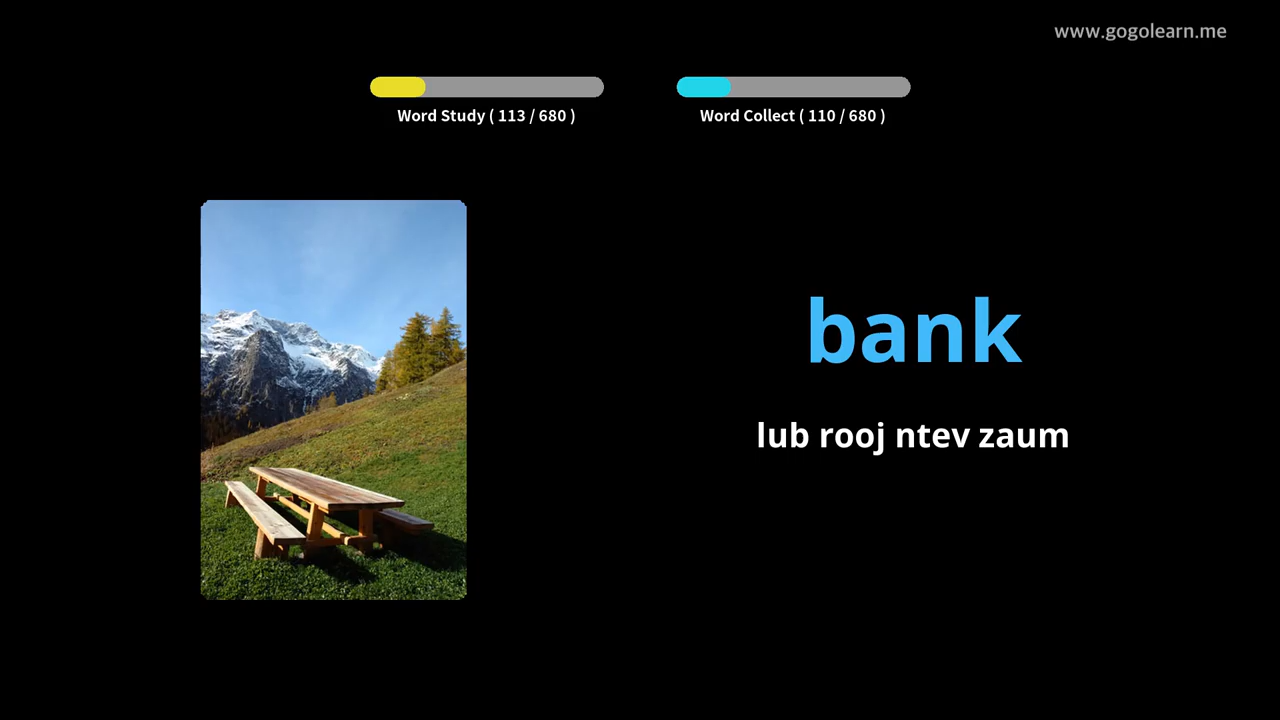 www.gogolearn.me
Word Study ( 113 / 680 )
Word Collect ( 110 / 680 )
bank
lub rooj ntev zaum